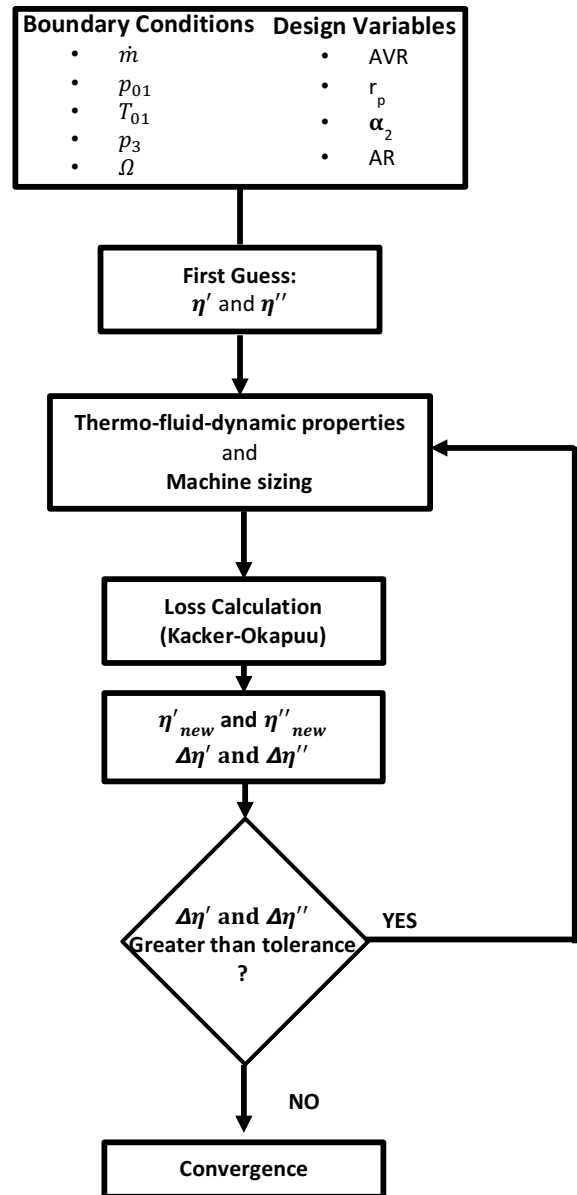 Boundary Conditions
• ṁ
• p₀₁
• T₀₁
• p₃
• Ω
Design Variables
• AVR
• rₚ
• α₂
• AR
First Guess:
η′ and η″
Thermo-fluid-dynamic properties
and
Machine sizing
Loss Calculation
(Kacker-Okapuu)
η′new and η″new
Δη′ and Δη″
Δη′ and Δη″
Greater than tolerance
?
YES
NO
Convergence